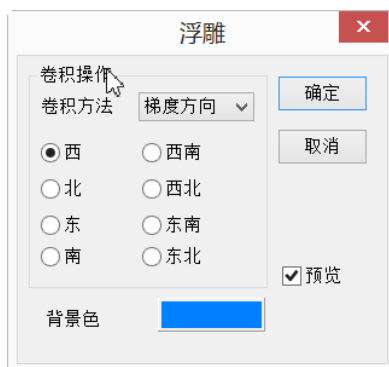 浮雕
卷积操作
卷积方法 梯度方向
确定
西 西南
取消
北 西北
东 东南
南 东北
预览
背景色